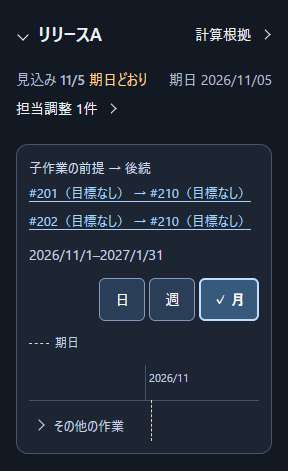 リリースA
計算根拠
見込み 11/5 期日どおり
期日 2026/11/05
担当調整 1件
子作業の前提 → 後続
#201（目標なし） → #210（目標なし）
#202（目標なし） → #210（目標なし）
2026/11/1–2027/1/31
日
週
✓ 月
---- 期日
2026/11
その他の作業